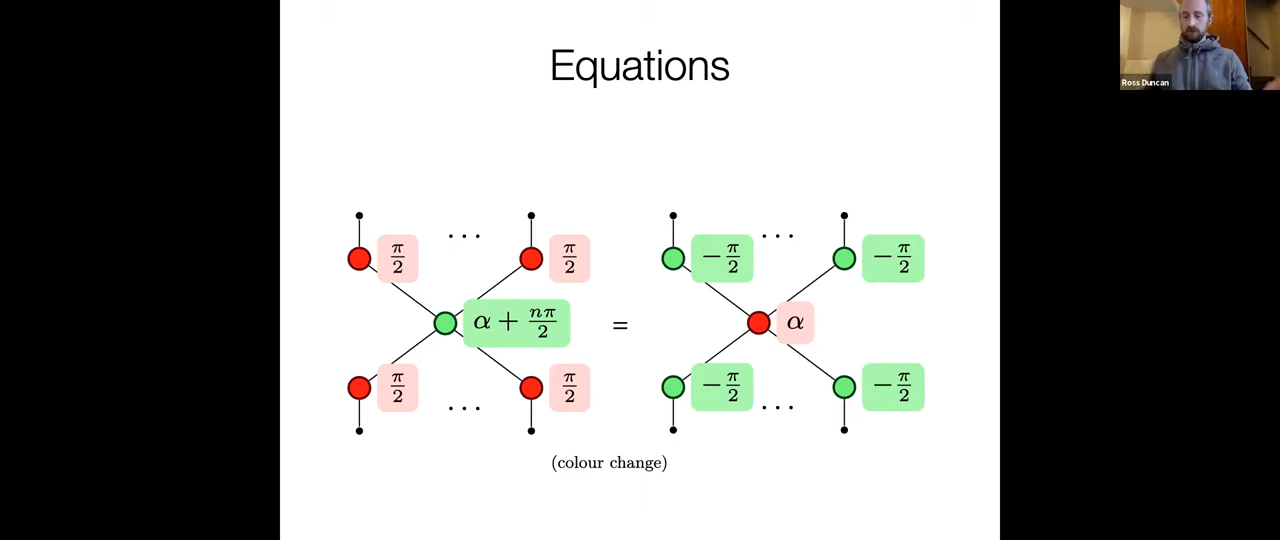 Equations
Ross Duncan
... ...
π/2 π/2 −π/2 −π/2
α + nπ/2 = α
π/2 π/2 −π/2 −π/2
... ...
(colour change)